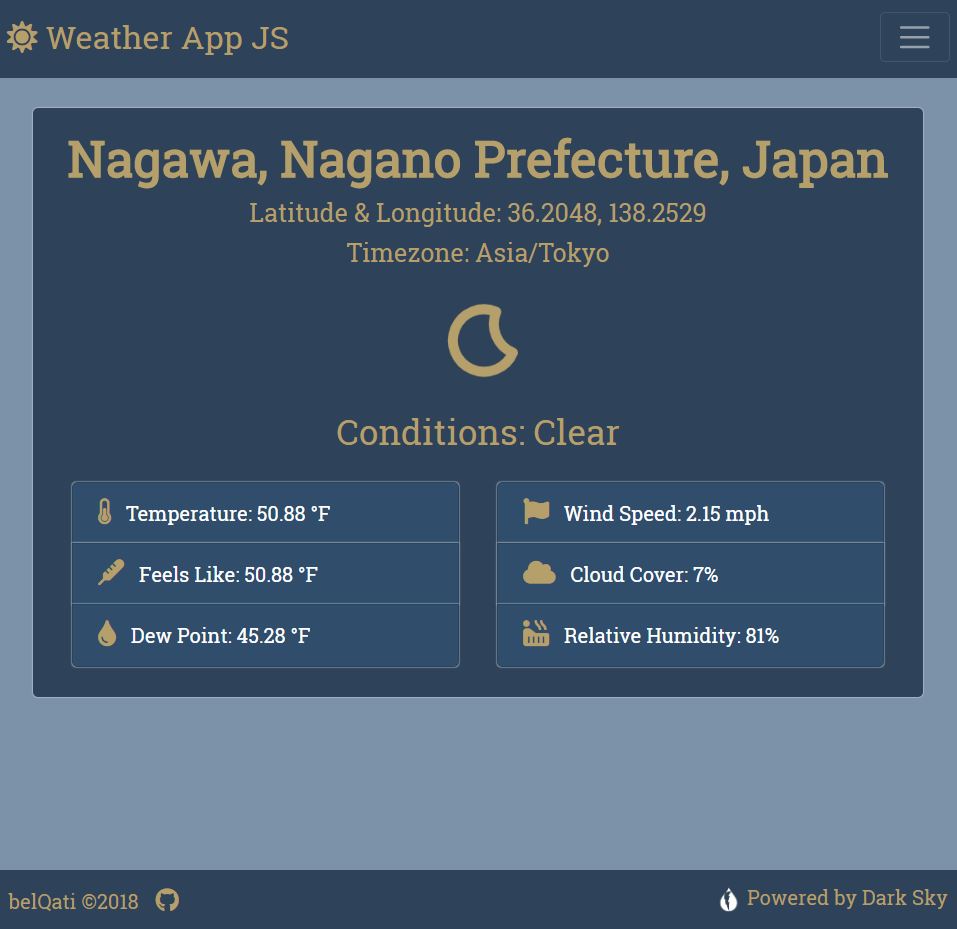 Weather App JS
Nagawa, Nagano Prefecture, Japan
Latitude & Longitude: 36.2048, 138.2529
Timezone: Asia/Tokyo
Conditions: Clear
Temperature: 50.88 °F
Feels Like: 50.88 °F
Dew Point: 45.28 °F
Wind Speed: 2.15 mph
Cloud Cover: 7%
Relative Humidity: 81%
belQati ©2018
Powered by Dark Sky